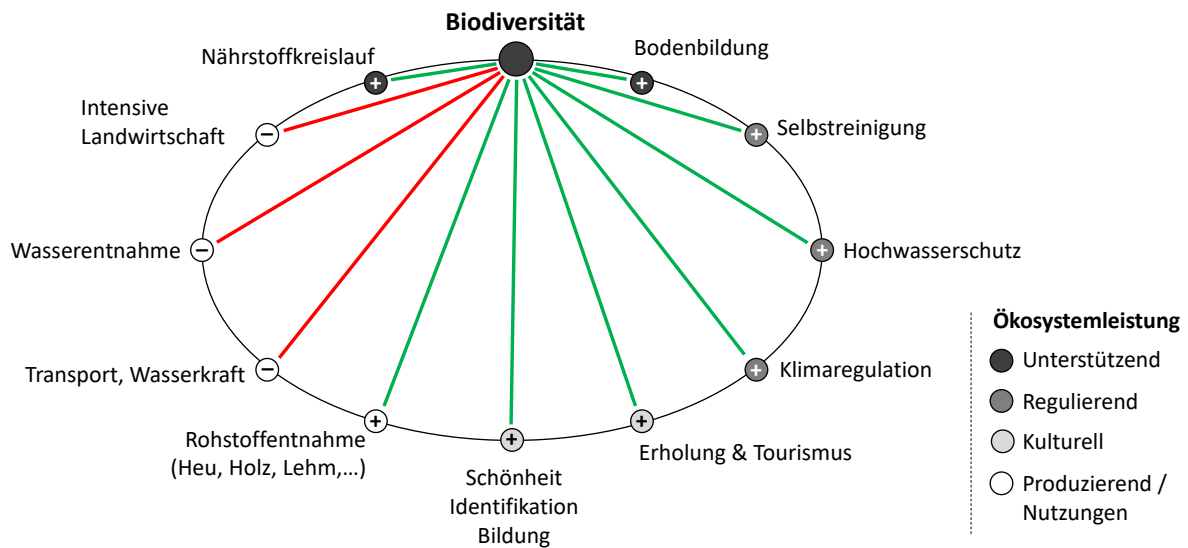 Biodiversität
Nährstoffkreislauf
Bodenbildung
Intensive
Landwirtschaft
Selbstreinigung
Wasserentnahme
Hochwasserschutz
Transport, Wasserkraft
Klimaregulation
Rohstoffentnahme
(Heu, Holz, Lehm,...)
Schönheit
Identifikation
Bildung
Erholung & Tourismus
Ökosystemleistung
Unterstützend
Regulierend
Kulturell
Produzierend /
Nutzungen